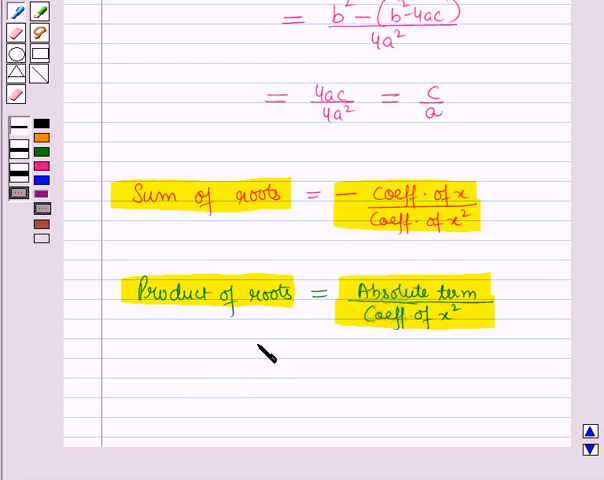 = b² - (b²-4ac) / 4a²
= 4ac / 4a² = c / a
Sum of roots = - Coeff. of x / Coeff. of x²
Product of roots = Absolute term / Coeff. of x²